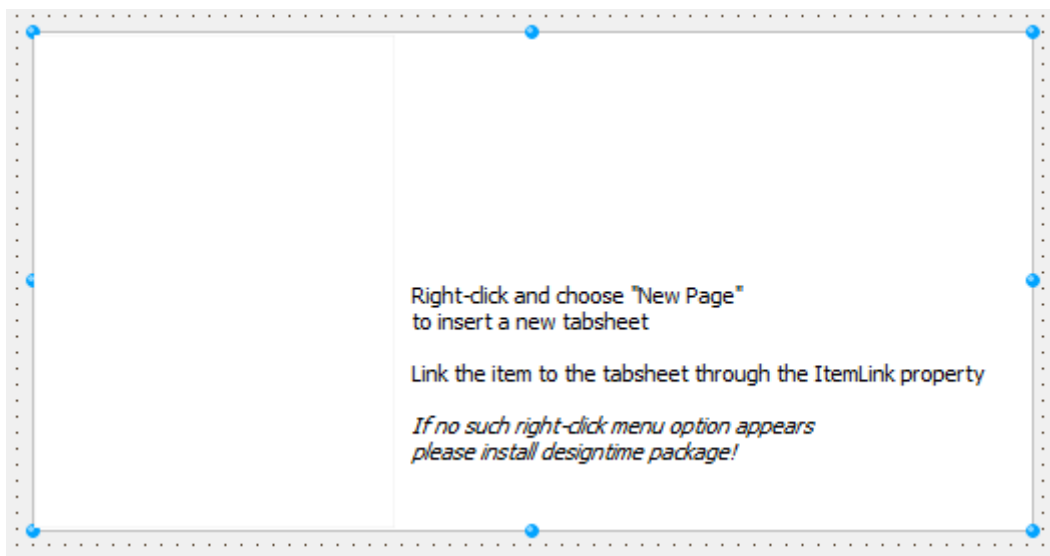 Right-click and choose "New Page"
to insert a new tabsheet
Link the item to the tabsheet through the ItemLink property
If no such right-click menu option appears
please install designtime package!